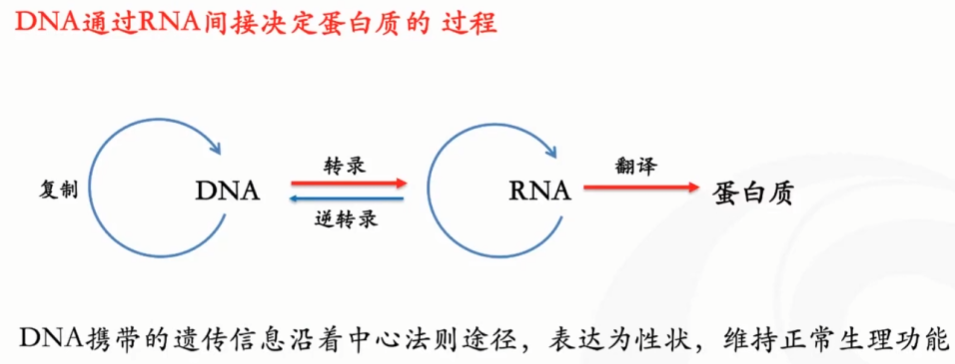 DNA通过RNA间接决定蛋白质的 过程
转录
翻译
复制
DNA
RNA
蛋白质
逆转录
DNA携带的遗传信息沿着中心法则途径，表达为性状，维持正常生理功能